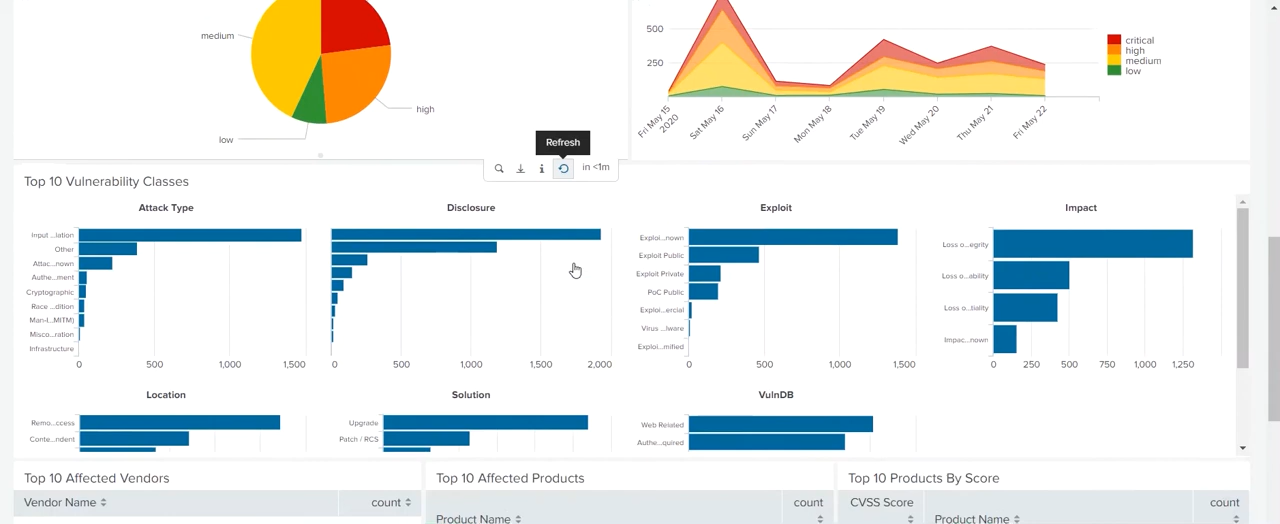 medium
high
low
500
250
Fri May 15
2020
Sat May 16
Sun May 17
Mon May 18
Tue May 19
Wed May 20
Thu May 21
Fri May 22
critical
high
medium
low
Refresh
in <1m
Top 10 Vulnerability Classes
Attack Type
Input ...lation
Other
Attac...nown
Authe...ment
Cryptographic
Race ...dition
Man-I...MITM)
Misco...ration
Infrastructure
0 500 1,000 1,500
Disclosure
0 500 1,000 1,500 2,000
Exploit
Exploi...nown
Exploit Public
Exploit Private
PoC Public
Exploi...ercial
Virus ...lware
Exploi...mified
0 500 1,000 1,500
Impact
Loss o...egrity
Loss o...ability
Loss o...tiality
Impac...nown
0 250 500 750 1,000 1,250
Location
Remo...ccess
Conte...ndent
Solution
Upgrade
Patch / RCS
VulnDB
Web Related
Authe...quired
Top 10 Affected Vendors
Vendor Name count
Top 10 Affected Products
Product Name count
Top 10 Products By Score
CVSS Score Product Name count